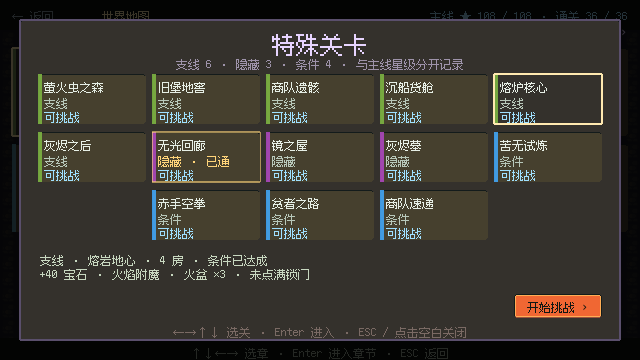 ← 返回 世界地图 主线 ★ 108 / 108 · 通关 36 / 36
特殊关卡
支线 6 · 隐藏 3 · 条件 4 · 与主线星级分开记录
萤火虫之森 旧堡地窖 商队遗骸 沉船货舱 熔炉核心
支线 支线 支线 支线 支线
可挑战 可挑战 可挑战 可挑战 可挑战
灰烬之后 无光回廊 镜之屋 灰烬墓 苦无试炼
支线 隐藏 · 已通 隐藏 隐藏 条件
可挑战 可挑战 可挑战 可挑战 可挑战
赤手空拳 贫者之路 商队速递
条件 条件 条件
可挑战 可挑战 可挑战
支线 · 熔岩地心 · 4 房 · 条件已达成
+40 宝石 · 火焰附魔 · 火盆 ×3 · 未点满锁门
开始挑战 ›
←→↑↓ 选关 · Enter 进入 · ESC / 点击空白关闭
↑↓←→ 选章 · Enter 进入章节 · ESC 返回